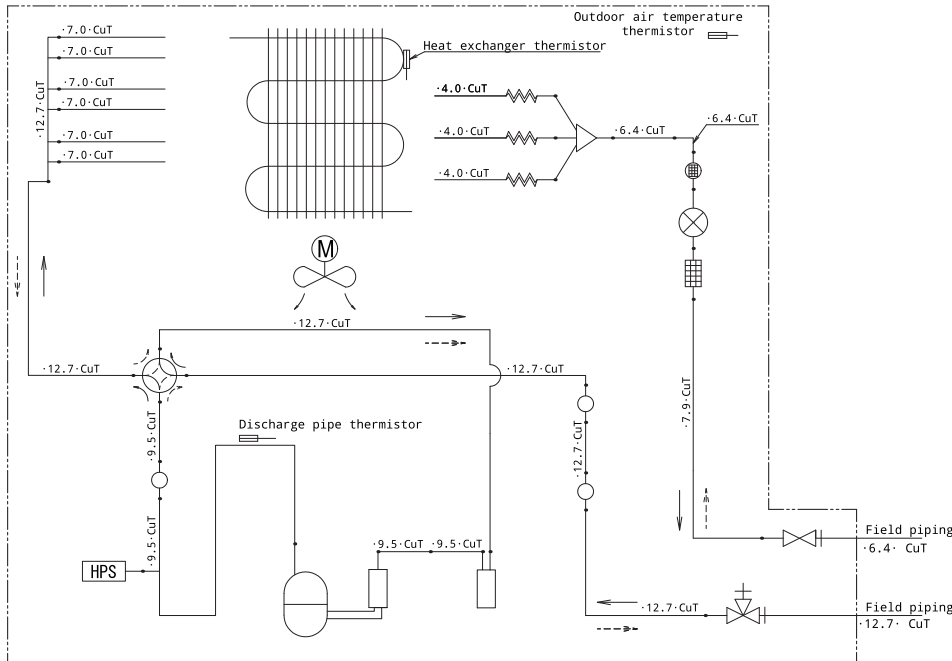 ·7.0·CuT
·7.0·CuT
·7.0·CuT
·7.0·CuT
·7.0·CuT
·7.0·CuT
·12.7·CuT
Heat exchanger thermistor
Outdoor air temperature
thermistor
·4.0·CuT
·4.0·CuT
·4.0·CuT
·6.4·CuT
·6.4·CuT
M
·12.7·CuT
·12.7·CuT
·12.7·CuT
·7.9·CuT
·9.5·CuT
Discharge pipe thermistor
·12.7·CuT
·9.5·CuT
·9.5·CuT
·9.5·CuT
HPS
Field piping
·6.4· CuT
·12.7·CuT
Field piping
·12.7· CuT